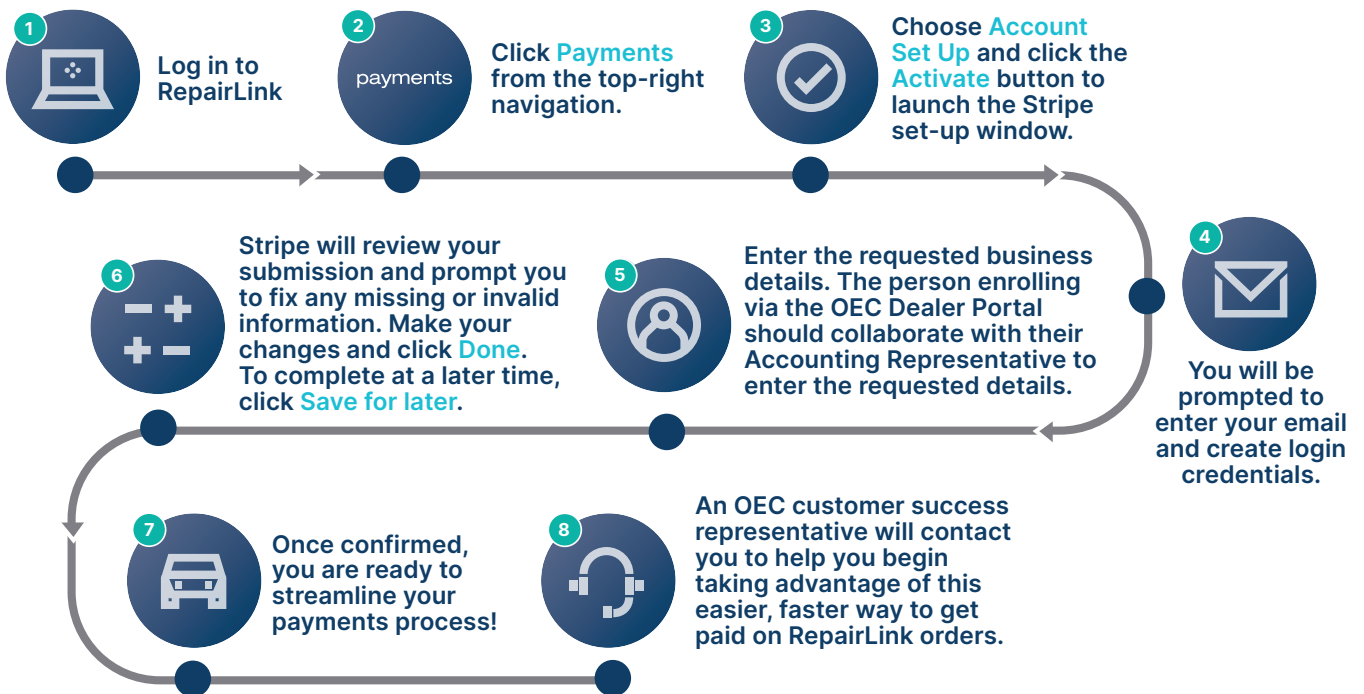 1
Log in to
RepairLink
2
payments
Click Payments
from the top-right
navigation.
3
Choose Account
Set Up and click the
Activate button to
launch the Stripe
set-up window.
4
You will be
prompted to
enter your email
and create login
credentials.
5
Enter the requested business
details. The person enrolling
via the OEC Dealer Portal
should collaborate with their
Accounting Representative to
enter the requested details.
6
Stripe will review your
submission and prompt you
to fix any missing or invalid
information. Make your
changes and click Done.
To complete at a later time,
click Save for later.
7
Once confirmed,
you are ready to
streamline your
payments process!
8
An OEC customer success
representative will contact
you to help you begin
taking advantage of this
easier, faster way to get
paid on RepairLink orders.